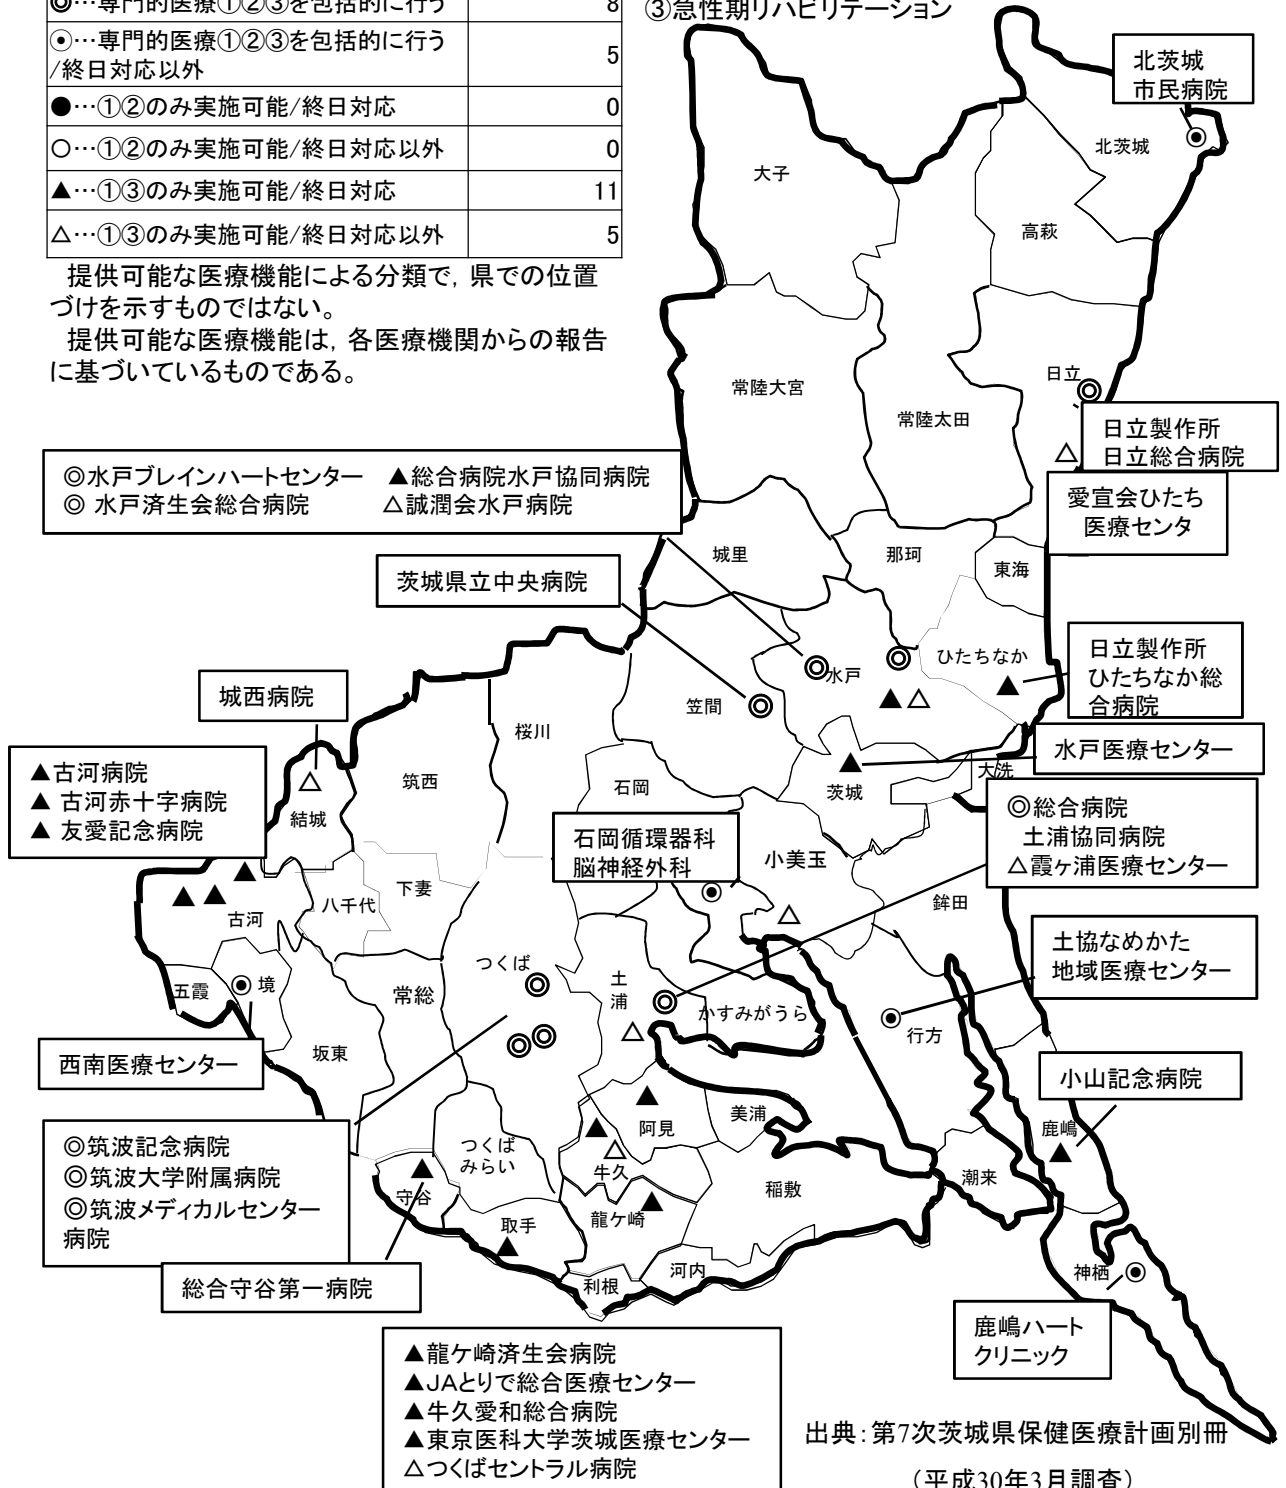 ◎…専門的医療①②③を包括的に行う 8
③急性期リハビリテーション
⦿…専門的医療①②③を包括的に行う
/終日対応以外 5
●…①②のみ実施可能/終日対応 0
○…①②のみ実施可能/終日対応以外 0
▲…①③のみ実施可能/終日対応 11
△…①③のみ実施可能/終日対応以外 5
提供可能な医療機能による分類で，県での位置
づけを示すものではない。
提供可能な医療機能は，各医療機関からの報告
に基づいているものである。
北茨城
市民病院
北茨城
大子
高萩
日立
常陸大宮
常陸太田
日立製作所
日立総合病院
愛宣会ひたち
医療センタ
◎水戸ブレインハートセンター ▲総合病院水戸協同病院
◎ 水戸済生会総合病院 △誠潤会水戸病院
城里
那珂
東海
茨城県立中央病院
ひたちなか
日立製作所
ひたちなか総
合病院
水戸
笠間
城西病院
桜川
水戸医療センター
大洗
▲古河病院
▲ 古河赤十字病院
▲ 友愛記念病院
筑西
石岡
茨城
結城
◎総合病院
土浦協同病院
△霞ヶ浦医療センター
石岡循環器科
脳神経外科
小美玉
下妻
八千代
古河
鉾田
土協なめかた
地域医療センター
つくば
土
浦
五霞
境
常総
かすみがうら
行方
西南医療センター
坂東
小山記念病院
◎筑波記念病院
◎筑波大学附属病院
◎筑波メディカルセンター
病院
つくば
みらい
阿見
美浦
鹿嶋
牛久
潮来
守谷
稲敷
取手
龍ケ崎
総合守谷第一病院
利根
河内
神栖
鹿嶋ハート
クリニック
▲龍ケ崎済生会病院
▲JAとりで総合医療センター
▲牛久愛和総合病院
▲東京医科大学茨城医療センター
△つくばセントラル病院
出典：第7次茨城県保健医療計画別冊
（平成30年3月調査）